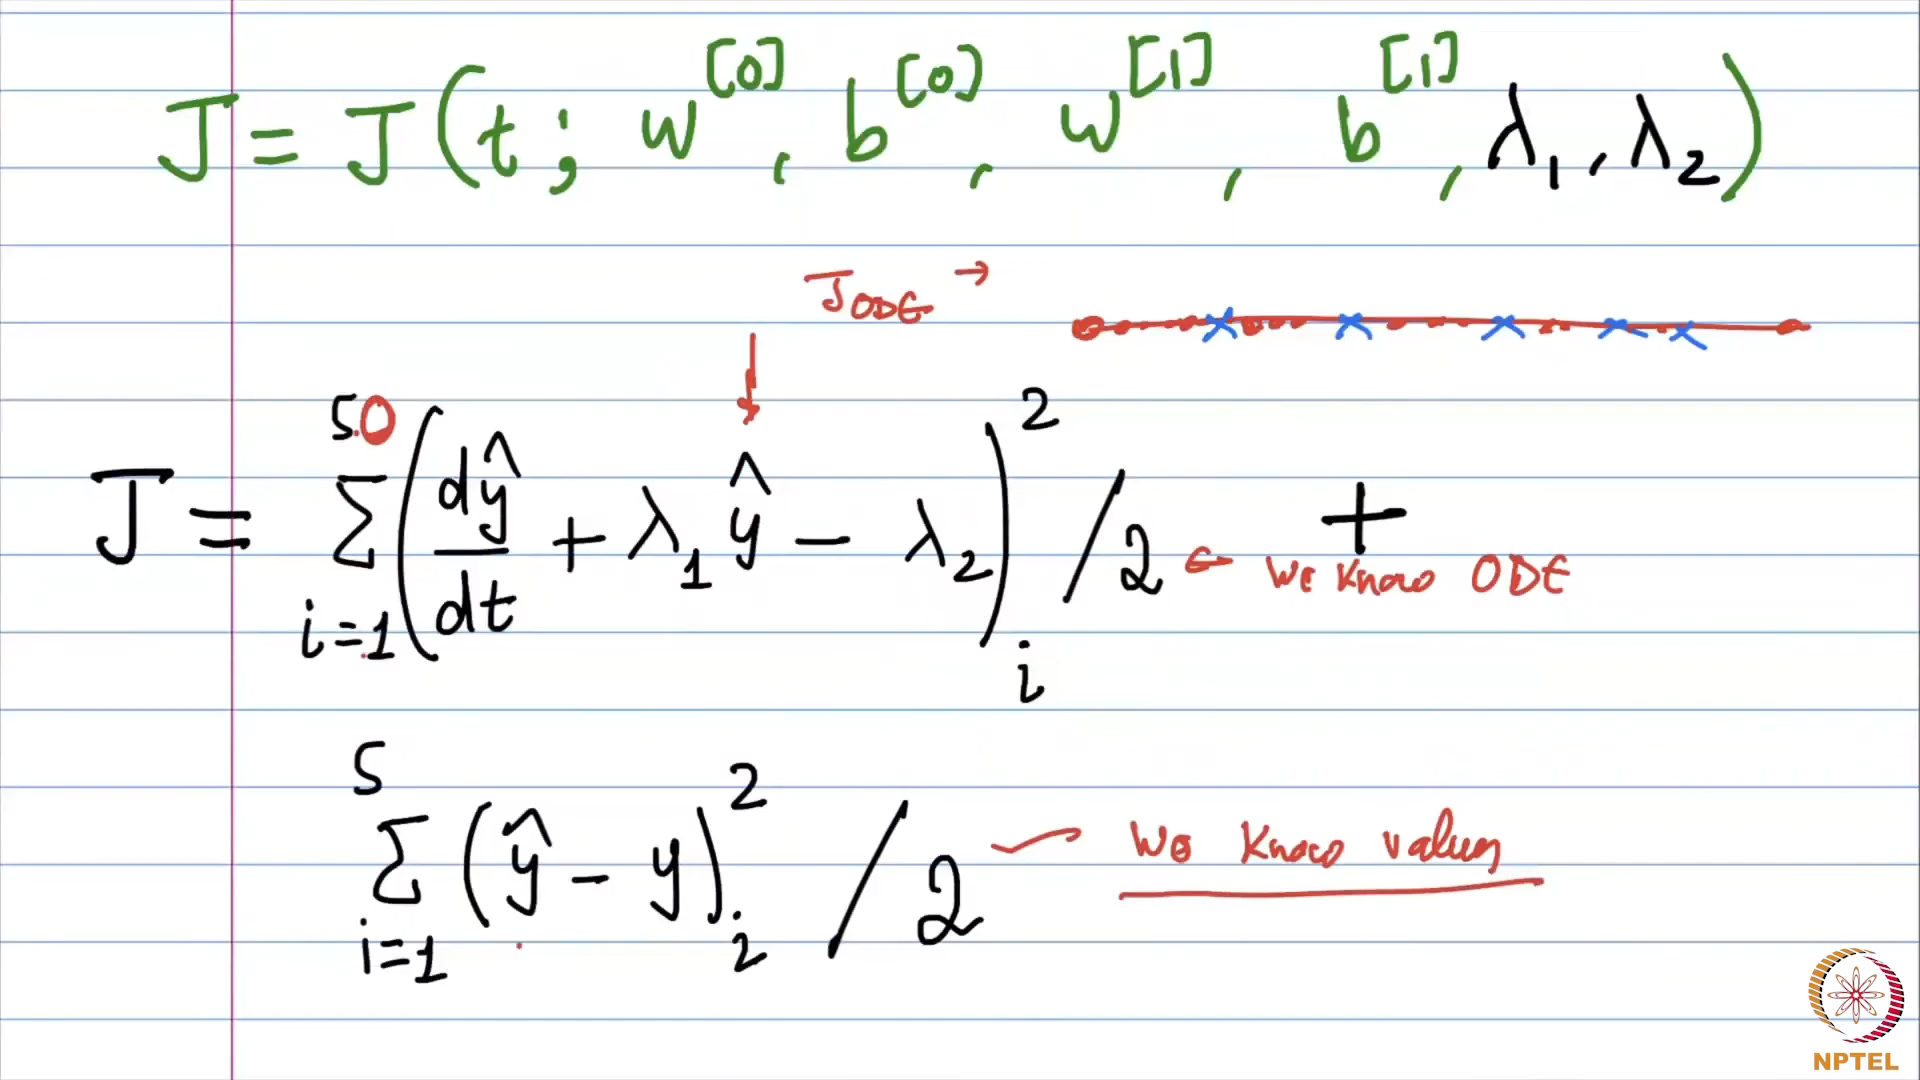 J = J(t; w^[0], b^[0], w^[1], b^[1], λ₁, λ₂)
J_ODE →
J = Σ_{i=1}^{50} (dŷ/dt + λ₁ŷ − λ₂)_i^2 / 2 ← We know ODE +
Σ_{i=1}^{5} (ŷ − y)_i^2 / 2 We know values
NPTEL